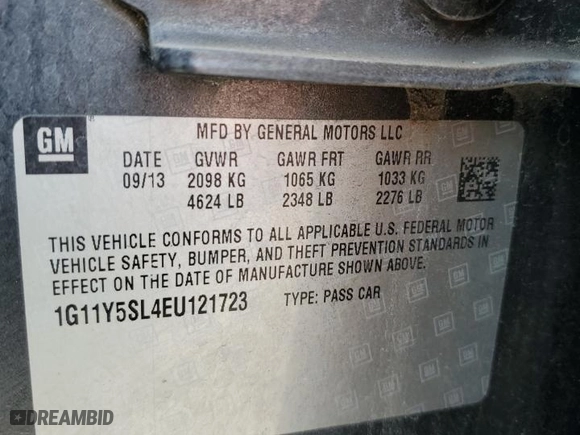 GM
MFD BY GENERAL MOTORS LLC
DATE GVWR GAWR FRT GAWR RR
09/13 2098 KG 1065 KG 1033 KG
4624 LB 2348 LB 2276 LB
THIS VEHICLE CONFORMS TO ALL APPLICABLE U.S. FEDERAL MOTOR
VEHICLE SAFETY, BUMPER, AND THEFT PREVENTION STANDARDS IN
EFFECT ON THE DATE OF MANUFACTURE SHOWN ABOVE.
1G11Y5SL4EU121723 TYPE: PASS CAR
DREAMBID